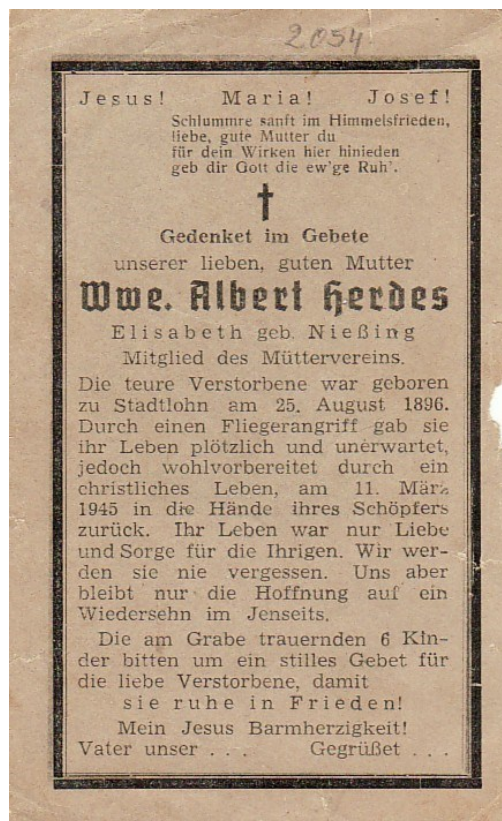 2054
Jesus! Maria! Josef!
Schlummre sanft im Himmelsfrieden,
liebe, gute Mutter du
für dein Wirken hier hinieden
geb dir Gott die ew'ge Ruh'.
Gedenket im Gebete
unserer lieben, guten Mutter
Wwe. Albert Herdes
Elisabeth geb. Nießing
Mitglied des Müttervereins.
Die teure Verstorbene war geboren
zu Stadtlohn am 25. August 1896.
Durch einen Fliegerangriff gab sie
ihr Leben plötzlich und unerwartet,
jedoch wohlvorbereitet durch ein
christliches Leben, am 11. März
1945 in die Hände ihres Schöpfers
zurück. Ihr Leben war nur Liebe
und Sorge für die Ihrigen. Wir wer-
den sie nie vergessen. Uns aber
bleibt nur die Hoffnung auf ein
Wiedersehn im Jenseits.
Die am Grabe trauernden 6 Kin-
der bitten um ein stilles Gebet für
die liebe Verstorbene, damit
sie ruhe in Frieden!
Mein Jesus Barmherzigkeit!
Vater unser . . . Gegrüßet . . .